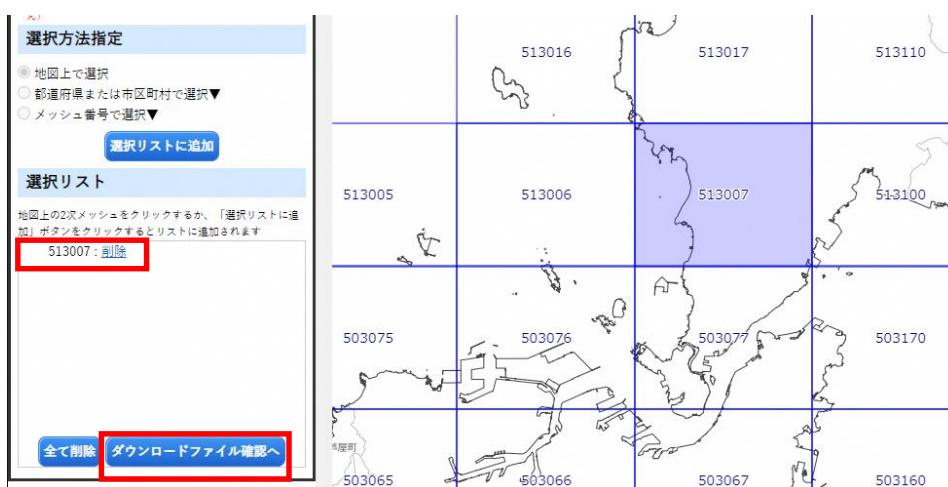 ん)
選択方法指定
地図上で選択
都道府県または市区町村で選択▼
メッシュ番号で選択▼
選択リストに追加
選択リスト
地図上の2次メッシュをクリックするか、「選択リストに追
加」ボタンをクリックするとリストに追加されます
513007 : 削除
全て削除
ダウンロードファイル確認へ
513016
513017
513110
513005
513006
513007
513100
503075
503076
503077
503170
屋町
503065
503066
503067
503160